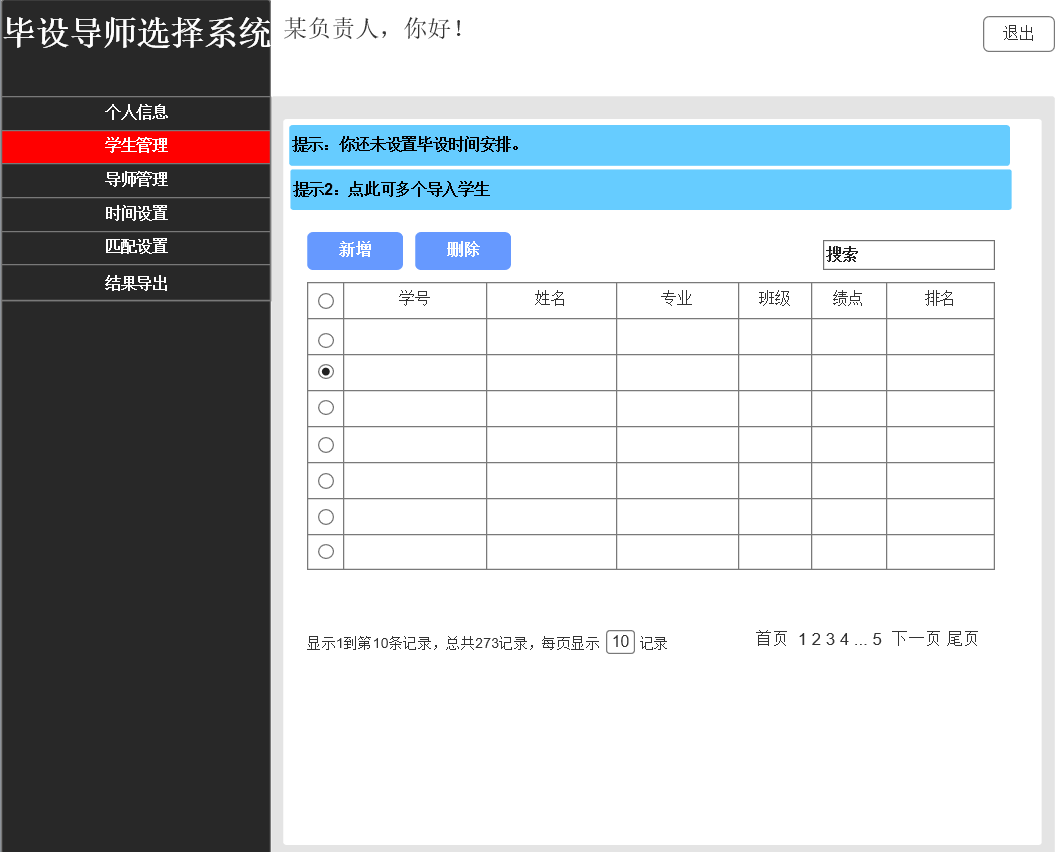 毕设导师选择系统
某负责人，你好！
退出
个人信息
学生管理
导师管理
时间设置
匹配设置
结果导出
提示：你还未设置毕设时间安排。
提示2：点此可多个导入学生
新增 删除
搜索
学号 姓名 专业 班级 绩点 排名
显示1到第10条记录，总共273记录，每页显示 10 记录
首页 1 2 3 4 ... 5 下一页 尾页